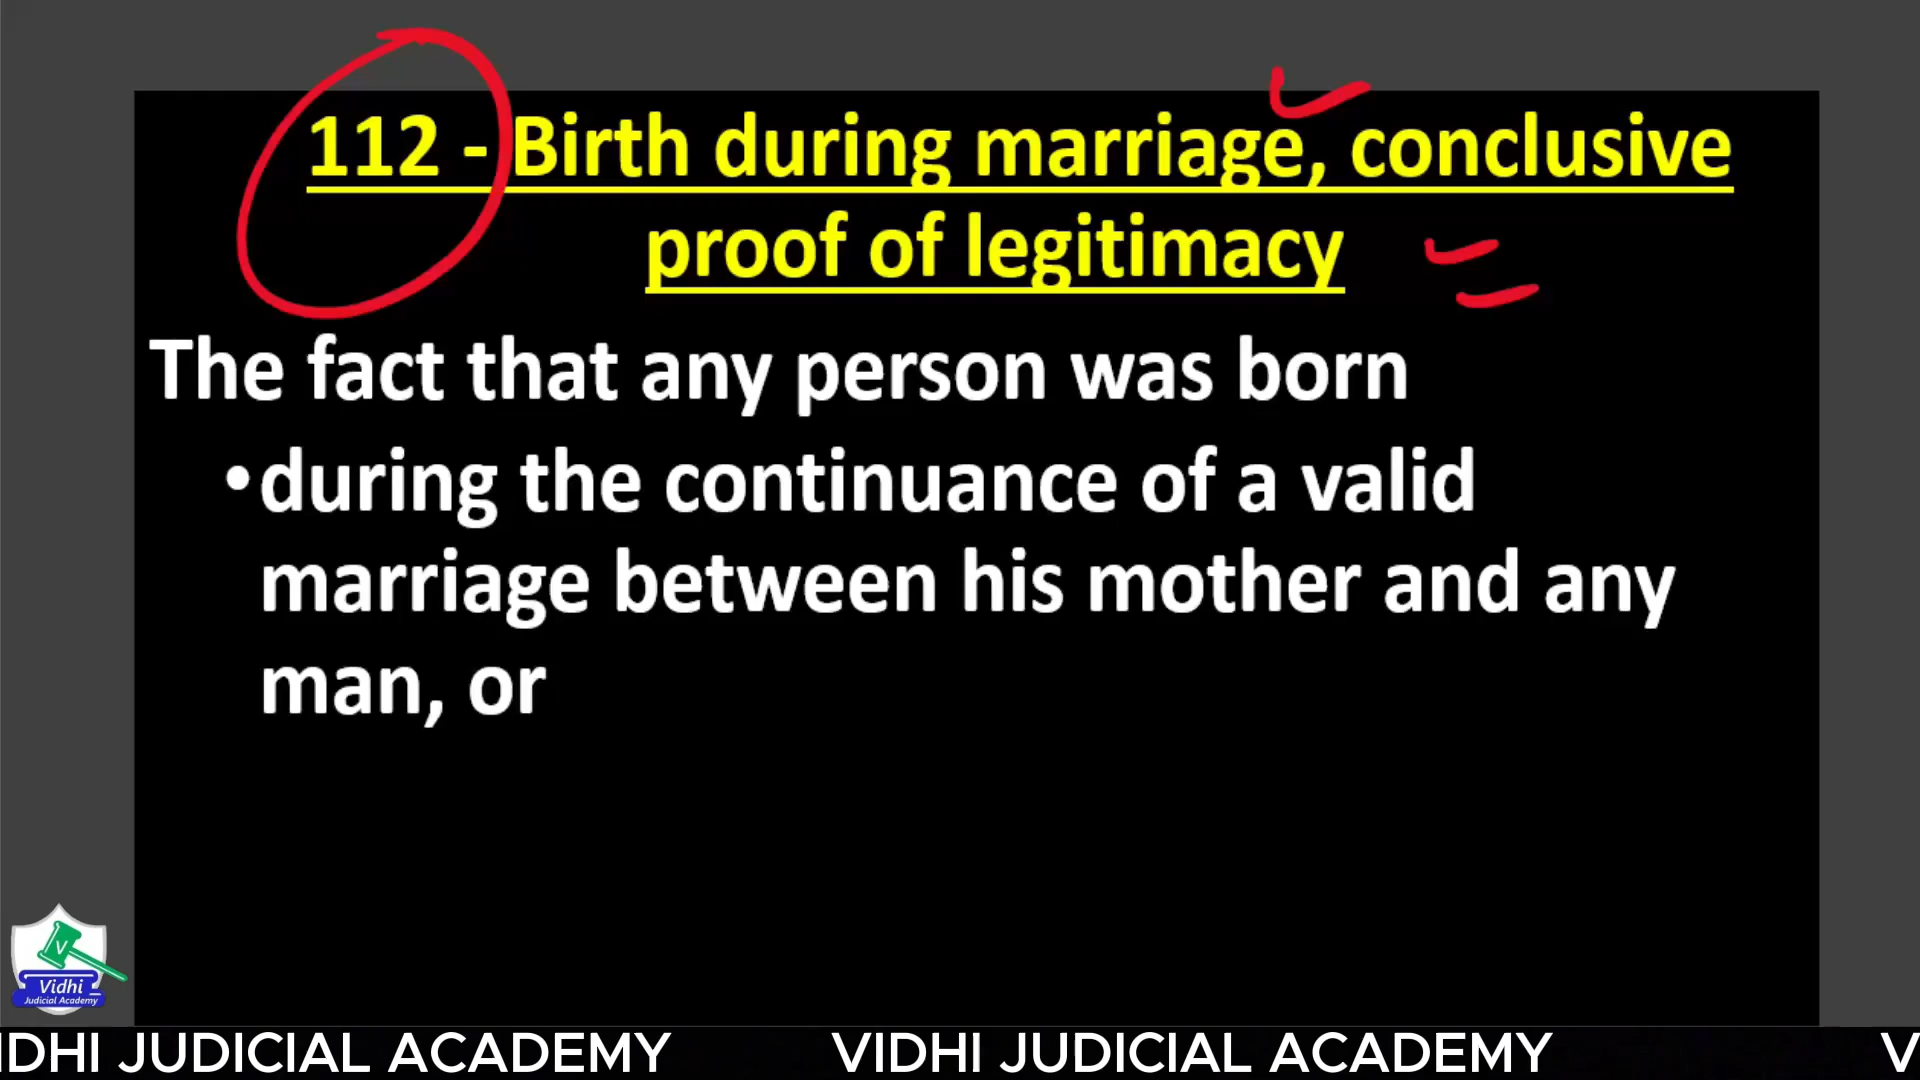 112 - Birth during marriage, conclusive
proof of legitimacy
The fact that any person was born
•during the continuance of a valid
marriage between his mother and any
man, or
V
Vidhi
Judicial Academy
IDHI JUDICIAL ACADEMY VIDHI JUDICIAL ACADEMY V